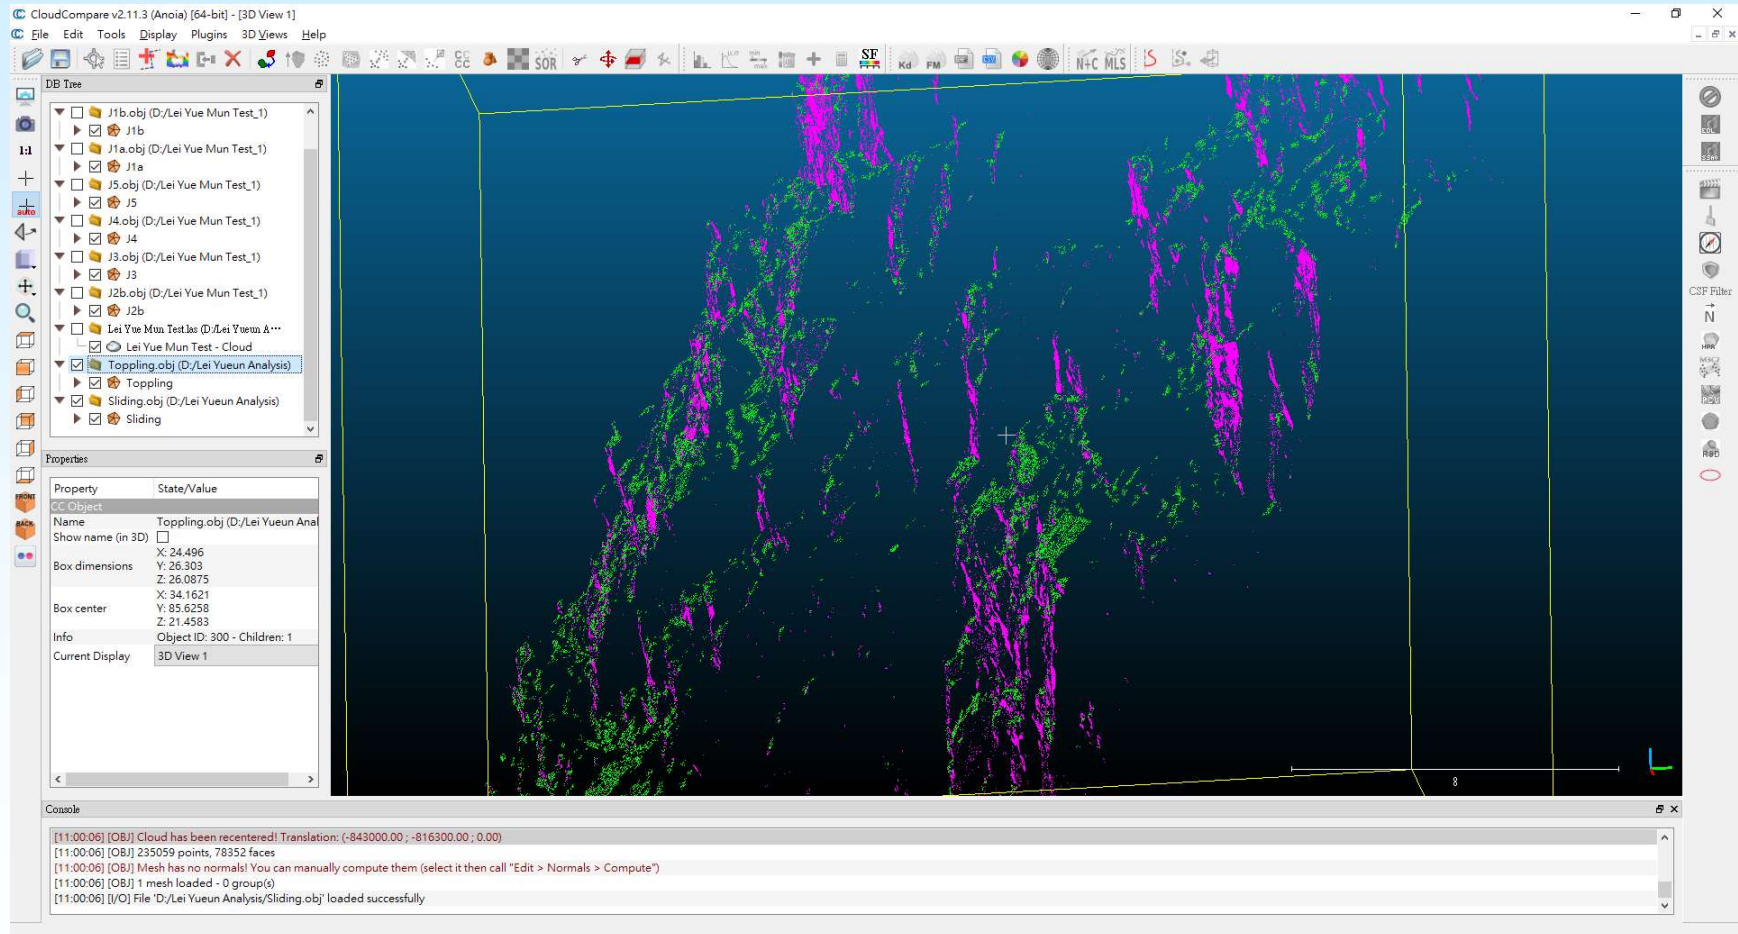 CloudCompare v2.11.3 (Anoia) [64-bit] - [3D View 1]
File Edit Tools Display Plugins 3D Views Help
SOR
SF
Kd
FM
N+C
MLS
DB Tree
J1b.obj (D:/Lei Yue Mun Test_1)
J1b
J1a.obj (D:/Lei Yue Mun Test_1)
J1a
J5.obj (D:/Lei Yue Mun Test_1)
J5
J4.obj (D:/Lei Yue Mun Test_1)
J4
J3.obj (D:/Lei Yue Mun Test_1)
J3
J2b.obj (D:/Lei Yue Mun Test_1)
J2b
Lei Yue Mun Test.las (D:/Lei Yueun A···
Lei Yue Mun Test - Cloud
Toppling.obj (D:/Lei Yueun Analysis)
Toppling
Sliding.obj (D:/Lei Yueun Analysis)
Sliding
1:1
auto
FRONT
BACK
Properties
Property State/Value
CC Object
Name Toppling.obj (D:/Lei Yueun Anal
Show name (in 3D)
Box dimensions
X: 24.496
Y: 26.303
Z: 26.0875
Box center
X: 34.1621
Y: 85.6258
Z: 21.4583
Info Object ID: 300 - Children: 1
Current Display 3D View 1
8
CSF Filter
N
Console
[11:00:06] [OBJ] Cloud has been recentered! Translation: (-843000.00 ; -816300.00 ; 0.00)
[11:00:06] [OBJ] 235059 points, 78352 faces
[11:00:06] [OBJ] Mesh has no normals! You can manually compute them (select it then call "Edit > Normals > Compute")
[11:00:06] [OBJ] 1 mesh loaded - 0 group(s)
[11:00:06] [I/O] File 'D:/Lei Yueun Analysis/Sliding.obj' loaded successfully